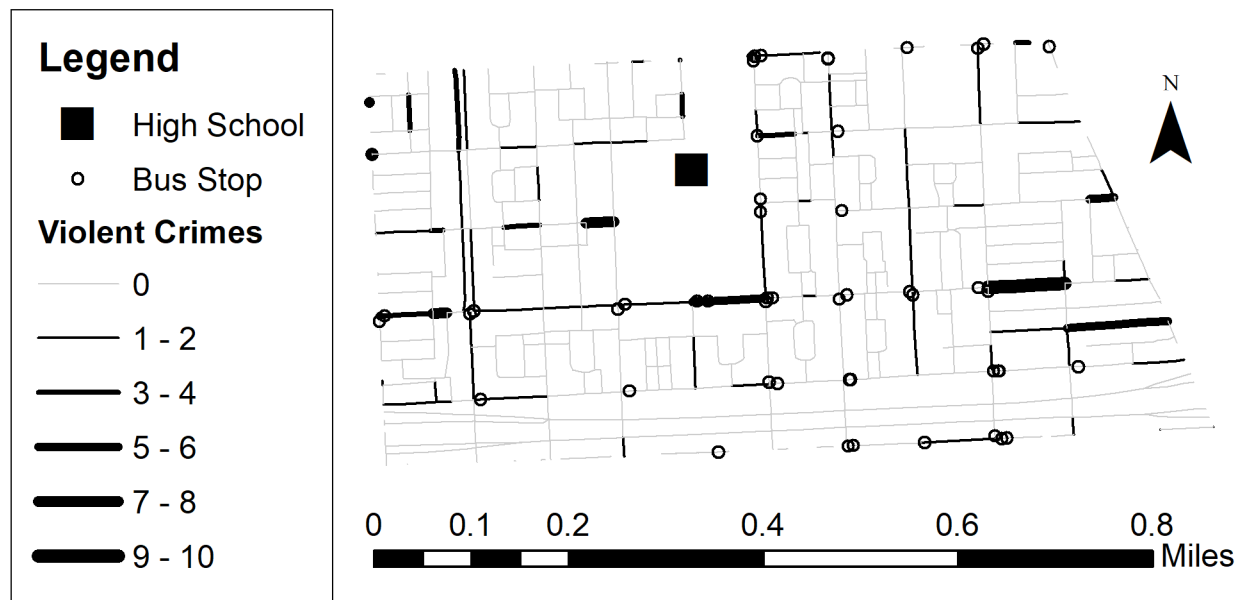 Legend
High School
Bus Stop
Violent Crimes
0
1 - 2
3 - 4
5 - 6
7 - 8
9 - 10
N
0 0.1 0.2 0.4 0.6 0.8
Miles